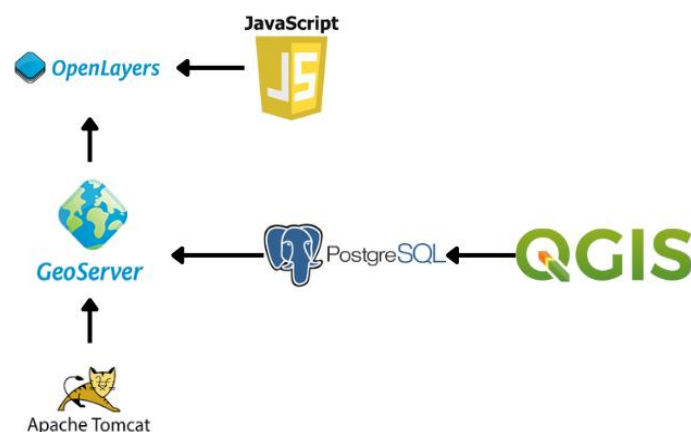 JavaScript
JS
OpenLayers
GeoServer
PostgreSQL
QGIS
Apache Tomcat